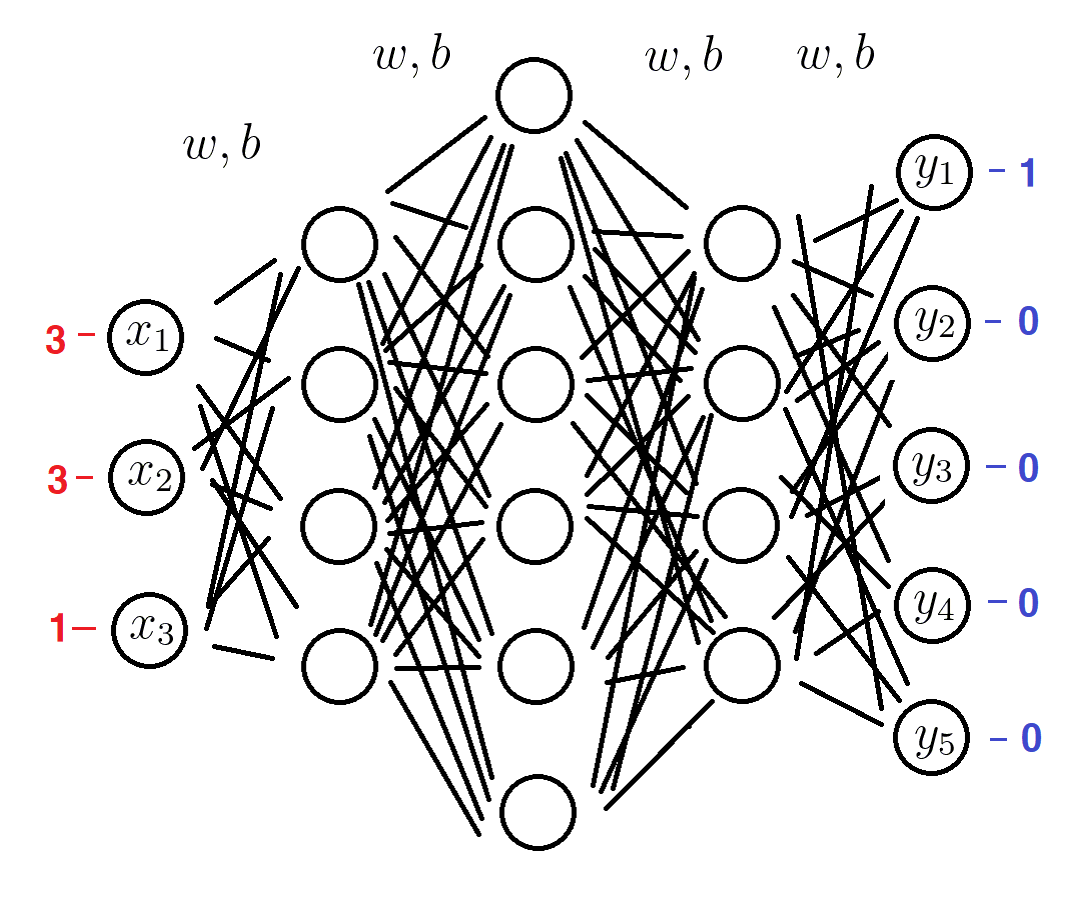 w, b
w, b
w, b
w, b
3 – x₁
3 – x₂
1 – x₃
y₁ – 1
y₂ – 0
y₃ – 0
y₄ – 0
y₅ – 0